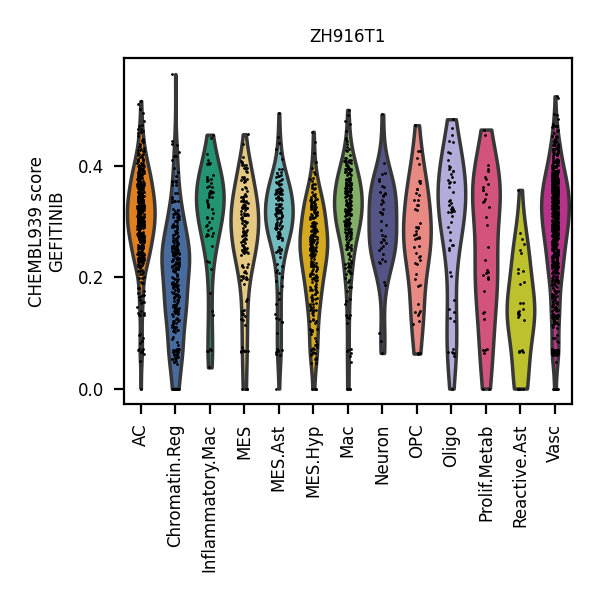 ZH916T1
CHEMBL939 score
GEFITINIB
0.4
0.2
0.0
AC
Chromatin.Reg
Inflammatory.Mac
MES
MES.Ast
MES.Hyp
Mac
Neuron
OPC
Oligo
Prolif.Metab
Reactive.Ast
Vasc